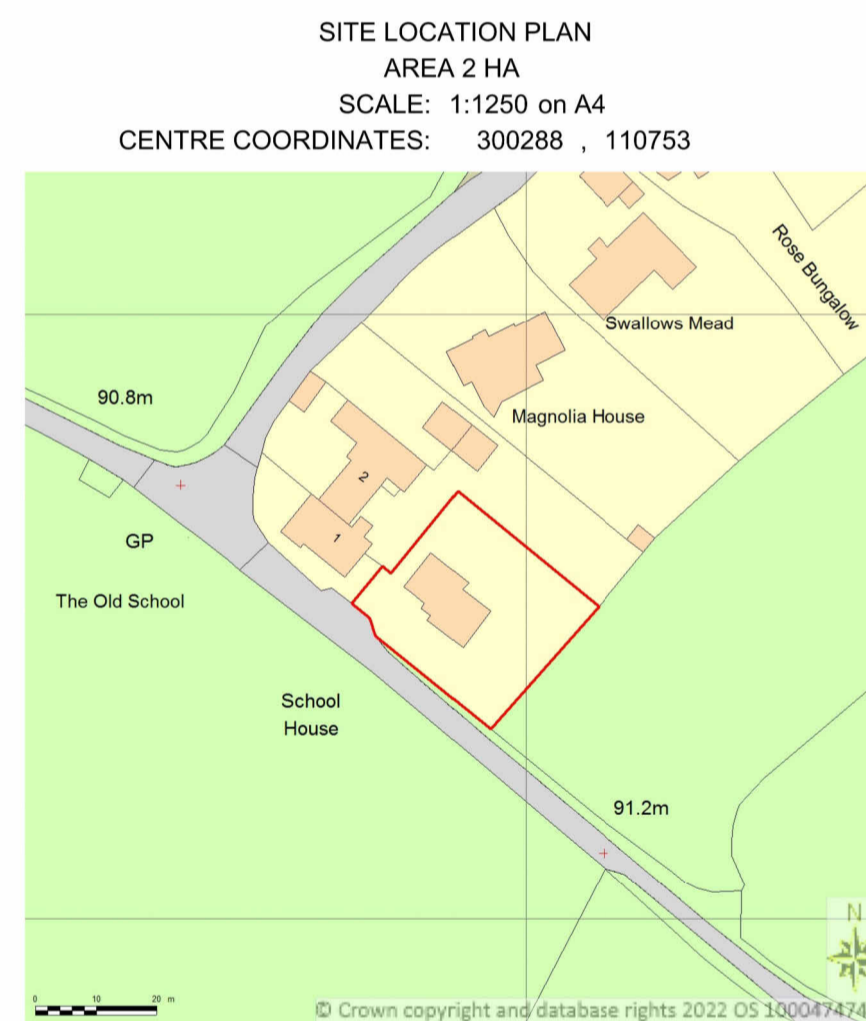 SITE LOCATION PLAN
AREA 2 HA
SCALE: 1:1250 on A4
CENTRE COORDINATES: 300288 , 110753
Rose Bungalow
Swallows Mead
90.8m
Magnolia House
2
1
GP
The Old School
School
House
91.2m
N
0 10 20 m
© Crown copyright and database rights 2022 OS 100047474